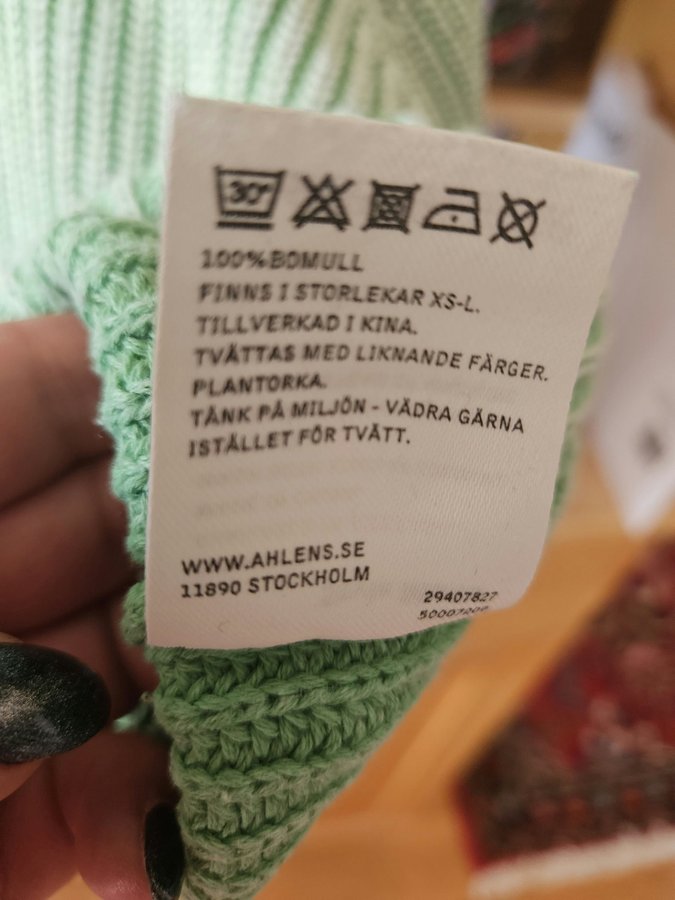 30°
100%BOMULL
FINNS I STORLEKAR XS-L.
TILLVERKAD I KINA.
TVÄTTAS MED LIKNANDE FÄRGER.
PLANTORKA.
TÄNK PÅ MILJÖN - VÄDRA GÄRNA
ISTÄLLET FÖR TVÄTT.
WWW.AHLENS.SE
11890 STOCKHOLM
29407827